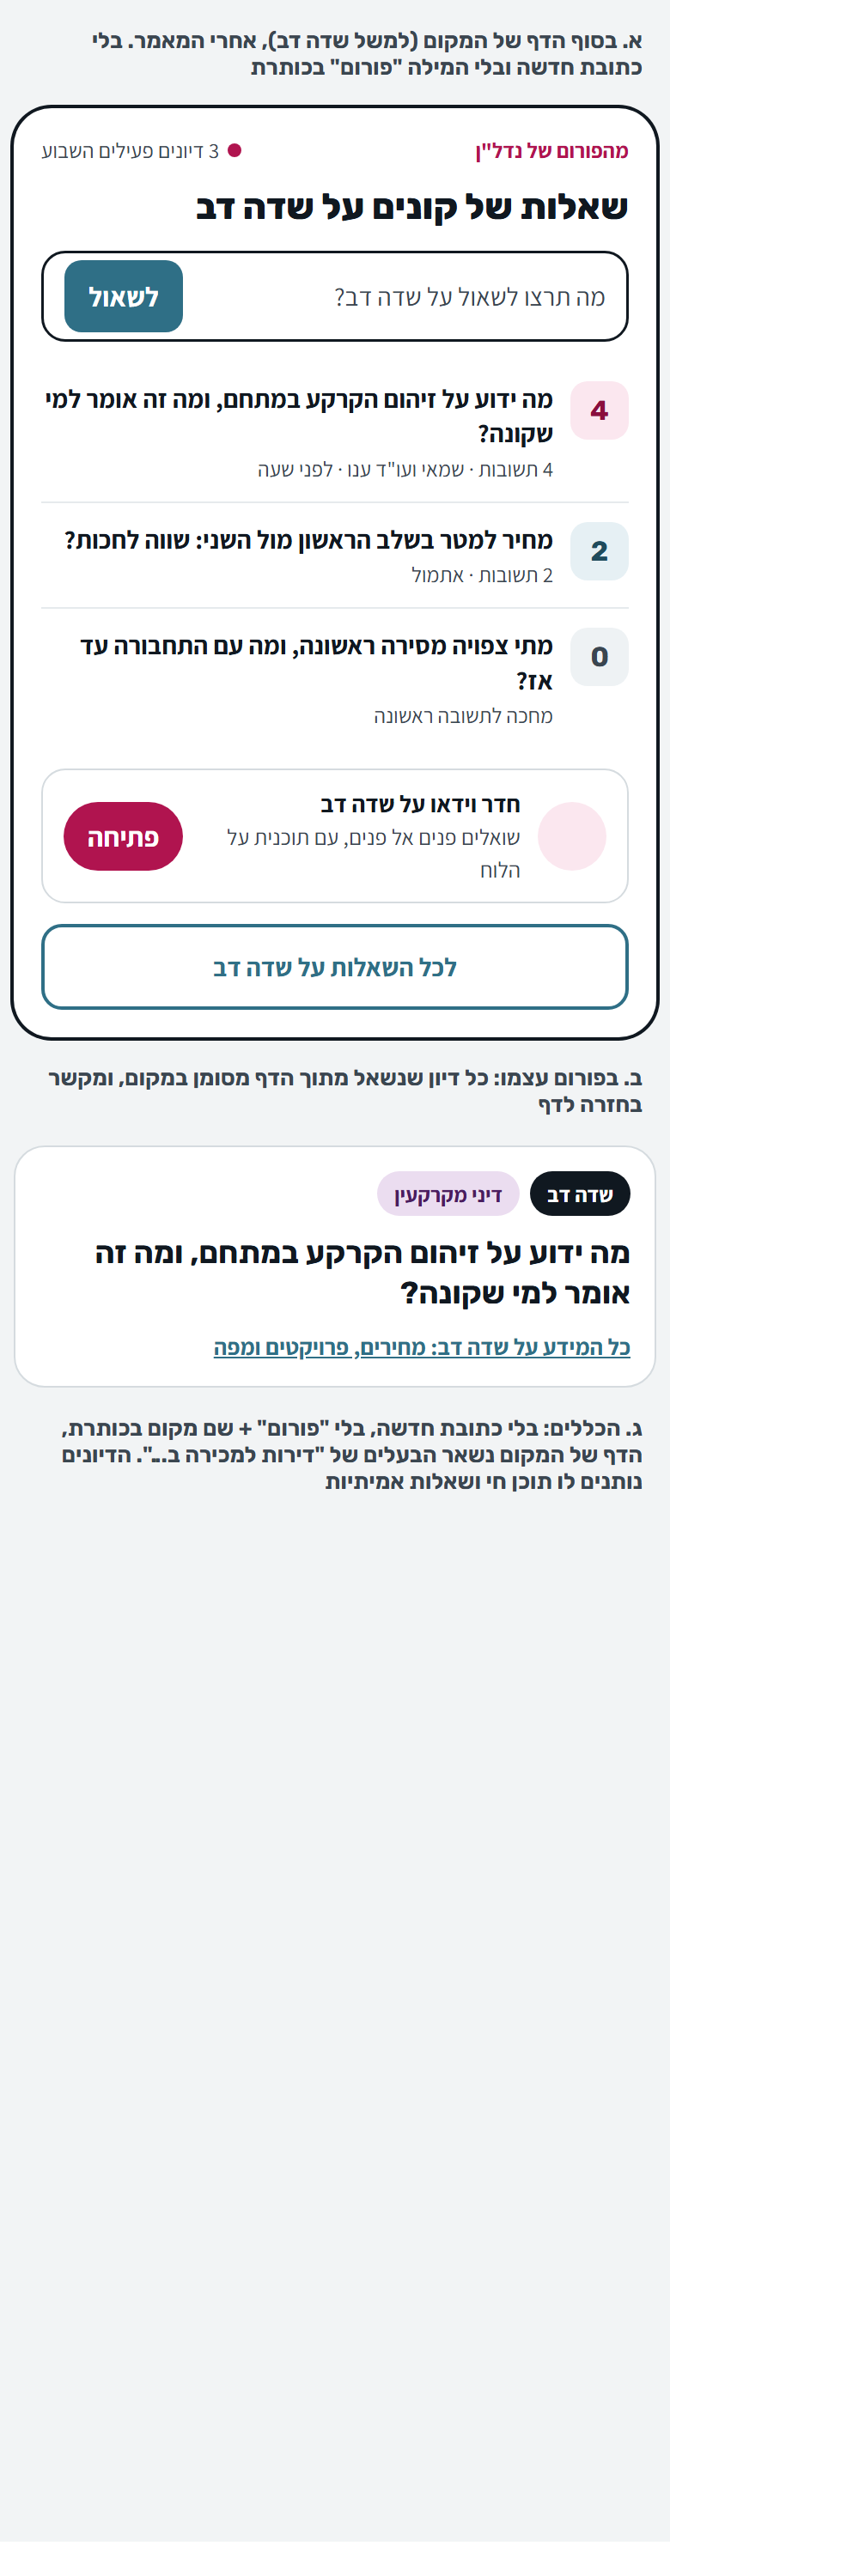 א. בסוף הדף של המקום (למשל שדה דב), אחרי המאמר. בלי
כתובת חדשה ובלי המילה "פורום" בכותרת
מהפורום של נדל"ן
3 דיונים פעילים השבוע
שאלות של קונים על שדה דב
מה תרצו לשאול על שדה דב?
לשאול
4
מה ידוע על זיהום הקרקע במתחם, ומה זה אומר למי
שקונה?
4 תשובות · שמאי ועו"ד ענו · לפני שעה
2
מחיר למטר בשלב הראשון מול השני: שווה לחכות?
2 תשובות · אתמול
0
מתי צפויה מסירה ראשונה, ומה עם התחבורה עד
אז?
מחכה לתשובה ראשונה
חדר וידאו על שדה דב
שואלים פנים אל פנים, עם תוכנית על
הלוח
פתיחה
לכל השאלות על שדה דב
ב. בפורום עצמו: כל דיון שנשאל מתוך הדף מסומן במקום, ומקשר
בחזרה לדף
שדה דב
דיני מקרקעין
מה ידוע על זיהום הקרקע במתחם, ומה זה
אומר למי שקונה?
כל המידע על שדה דב: מחירים, פרויקטים ומפה
ג. הכללים: בלי כתובת חדשה, בלי "פורום" + שם מקום בכותרת,
הדף של המקום נשאר הבעלים של "דירות למכירה ב...". הדיונים
נותנים לו תוכן חי ושאלות אמיתיות